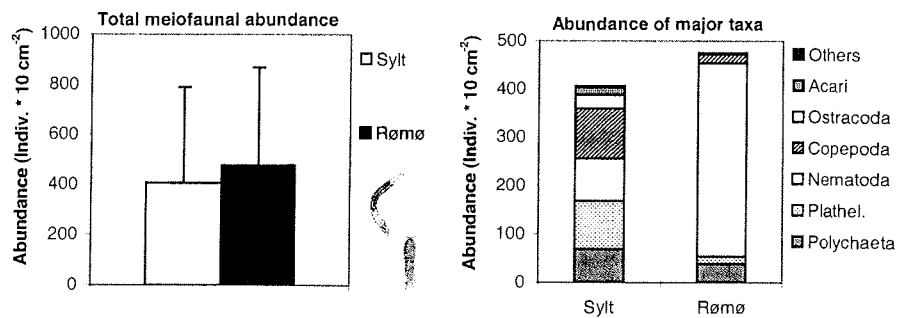 Total meiofaunal abundance
Abundance (Indiv. * 10 cm-2)
1000
800
600
400
200
0
Sylt
Rømø
Abundance of major taxa
Abundance (Indiv. * 10 cm-2)
500
400
300
200
100
0
Sylt
Rømø
Others
Acari
Ostracoda
Copepoda
Nematoda
Plathel.
Polychaeta